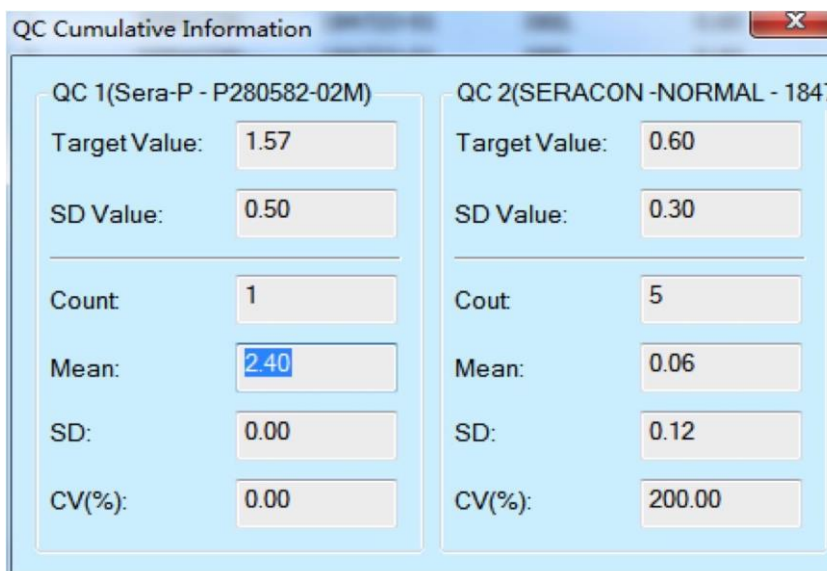 QC Cumulative Information
QC 1(Sera-P - P280582-02M)
Target Value: 1.57
SD Value: 0.50
Count: 1
Mean: 2.40
SD: 0.00
CV(%): 0.00
QC 2(SERACON -NORMAL - 1847
Target Value: 0.60
SD Value: 0.30
Cout: 5
Mean: 0.06
SD: 0.12
CV(%): 200.00